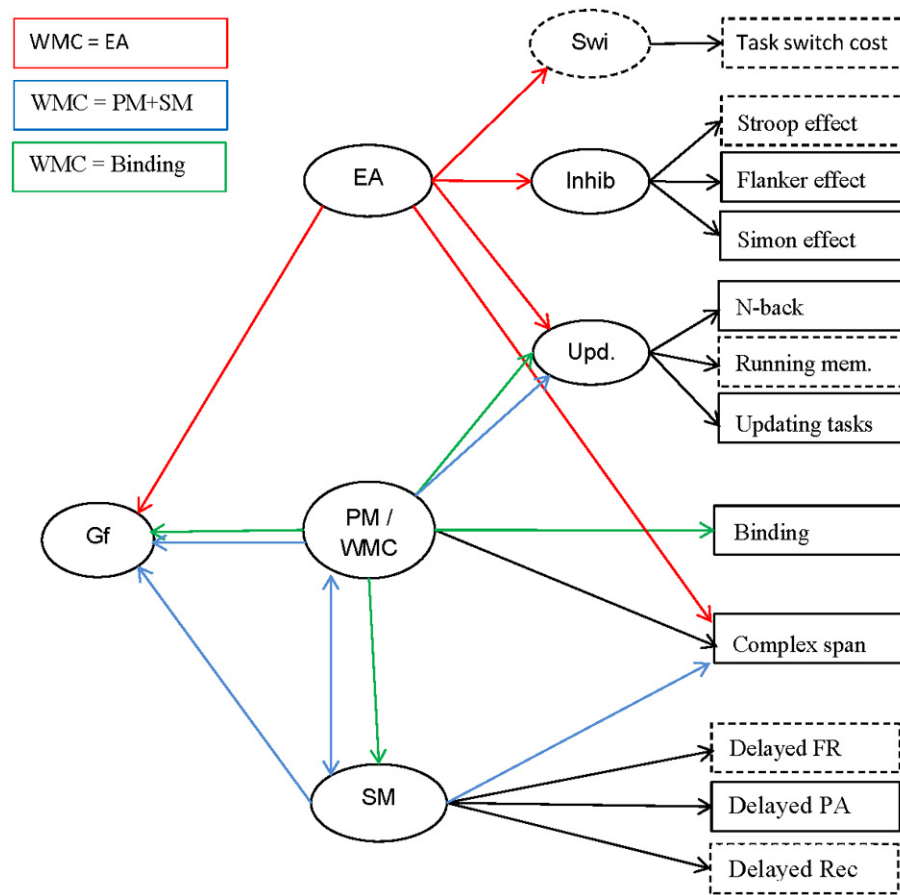 WMC = EA
WMC = PM+SM
WMC = Binding
Swi
Task switch cost
EA
Inhib
Stroop effect
Flanker effect
Simon effect
Upd.
N-back
Running mem.
Updating tasks
Gf
PM /
WMC
Binding
Complex span
SM
Delayed FR
Delayed PA
Delayed Rec